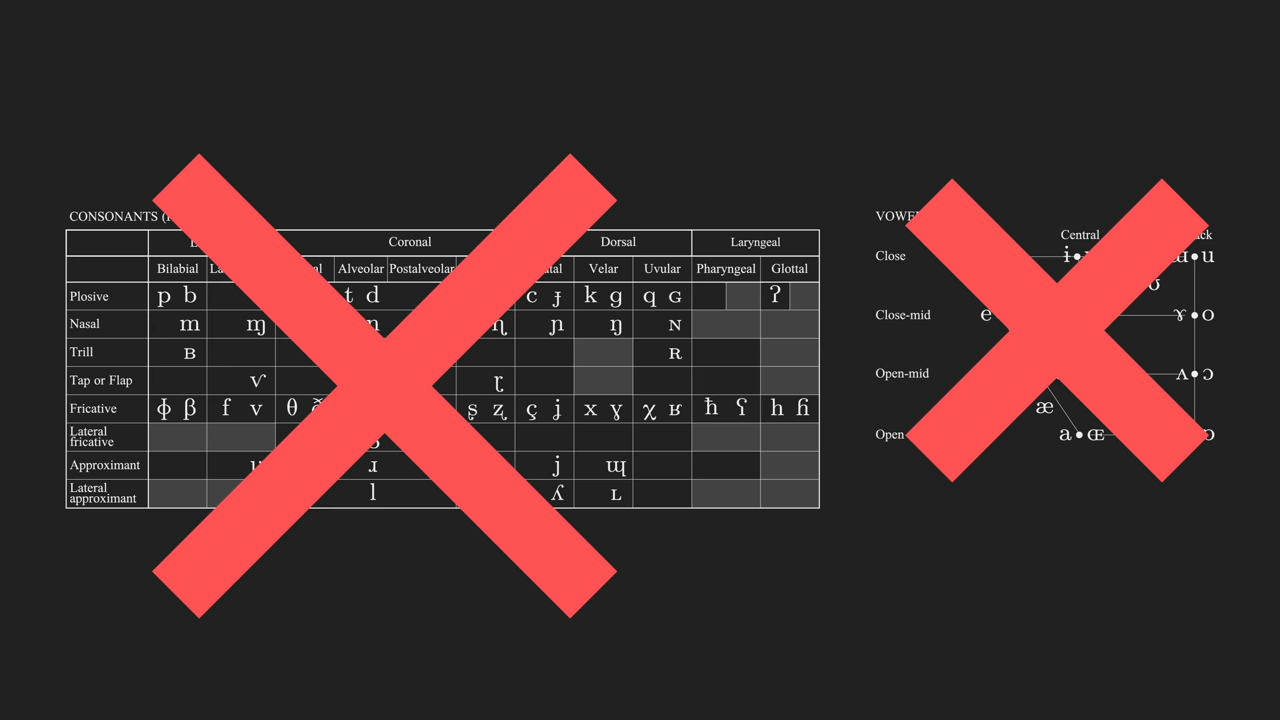 CONSONANTS
Coronal Dorsal Laryngeal
Bilabial Alveolar Postalveolar Velar Uvular Pharyngeal Glottal
Plosive p b t d c ɟ k ɡ q ɢ ʔ
Nasal m ɱ n ɳ ɲ ŋ ɴ
Trill ʙ ʀ
Tap or Flap ⱱ ɽ
Fricative ɸ β f v θ ʂ ʐ ç ʝ x ɣ χ ʁ ħ ʕ h ɦ
Lateral
fricative
Approximant ɹ j ɰ
Lateral
approximant l ʎ ʟ
Central
Close ɨ u
Close-mid e ɤ o
Open-mid ʌ ɔ
æ
Open a ɶ